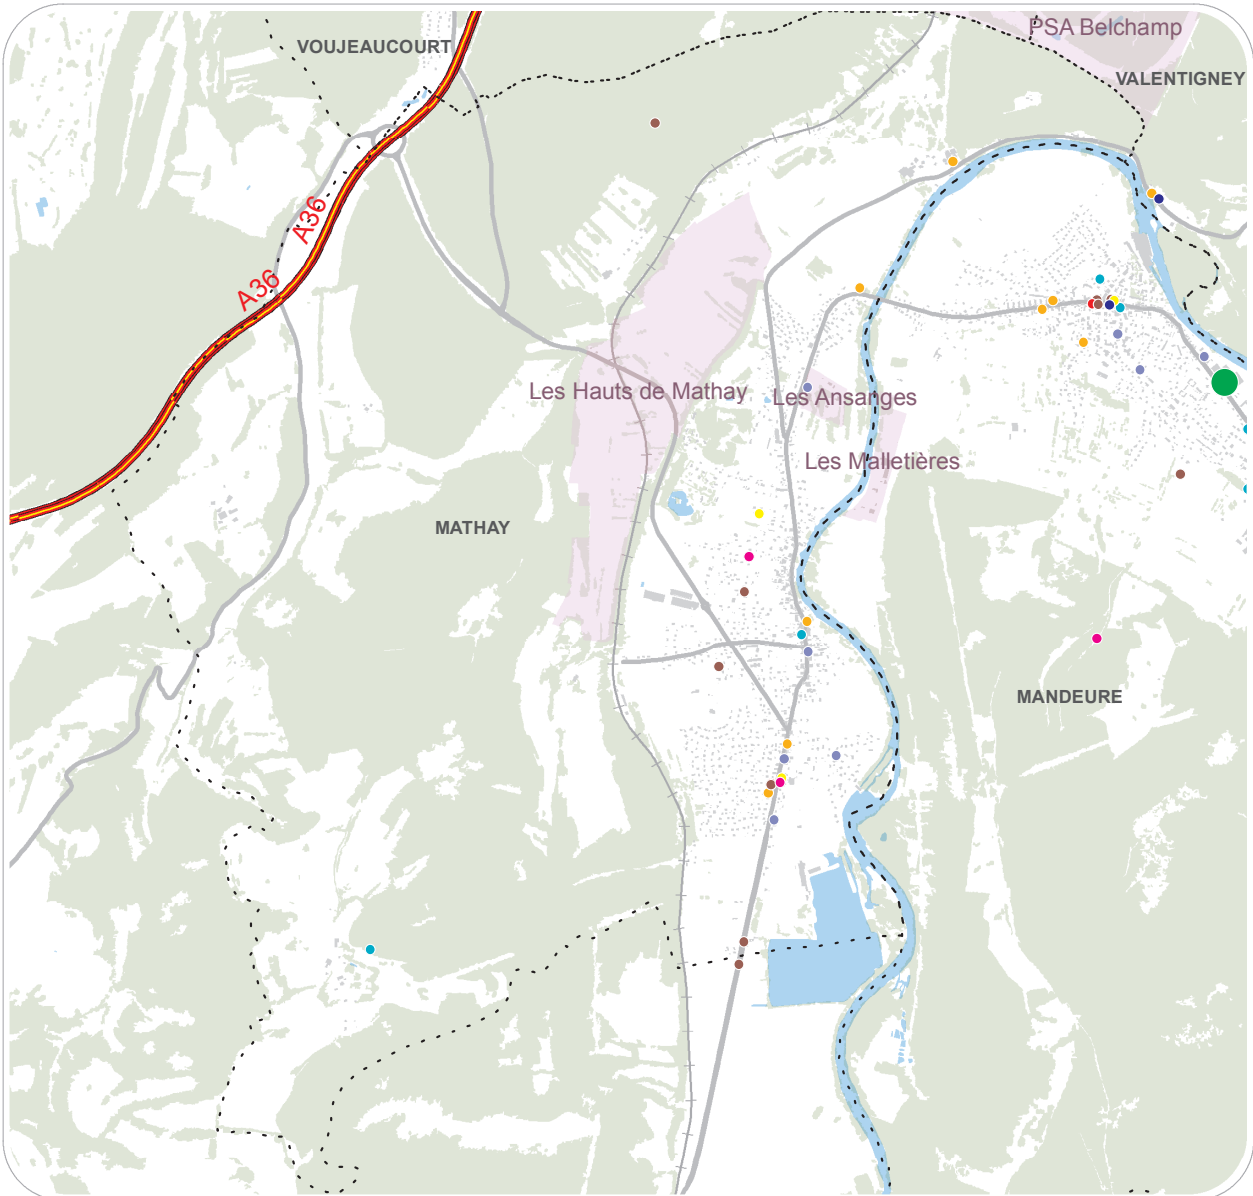 PSA Belchamp
VOUJEAUCOURT
VALENTIGNEY
A36
A36
Les Hauts de Mathay
Les Ansanges
Les Malletières
MATHAY
MANDEURE